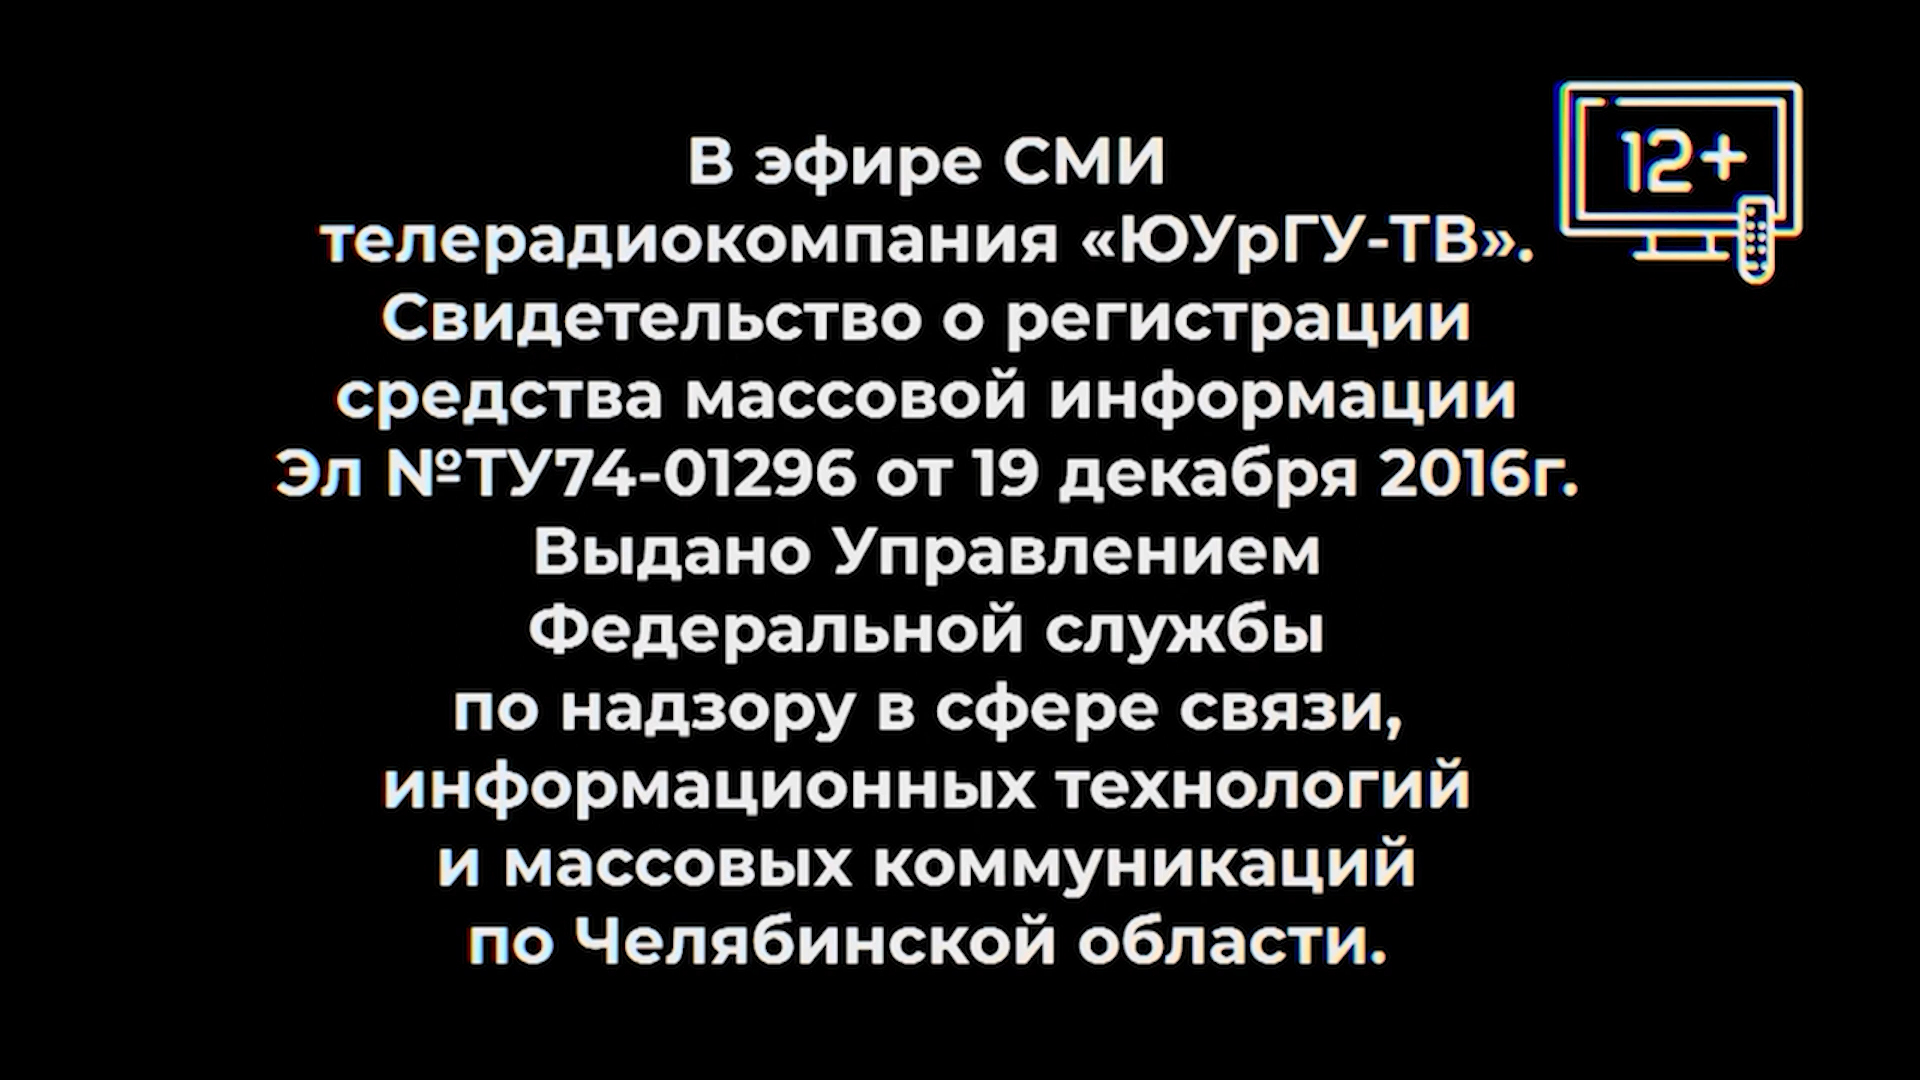 В эфире СМИ
телерадиокомпания «ЮУрГУ-ТВ».
Свидетельство о регистрации
средства массовой информации
Эл №ТУ74-01296 от 19 декабря 2016г.
Выдано Управлением
Федеральной службы
по надзору в сфере связи,
информационных технологий
и массовых коммуникаций
по Челябинской области.
12+